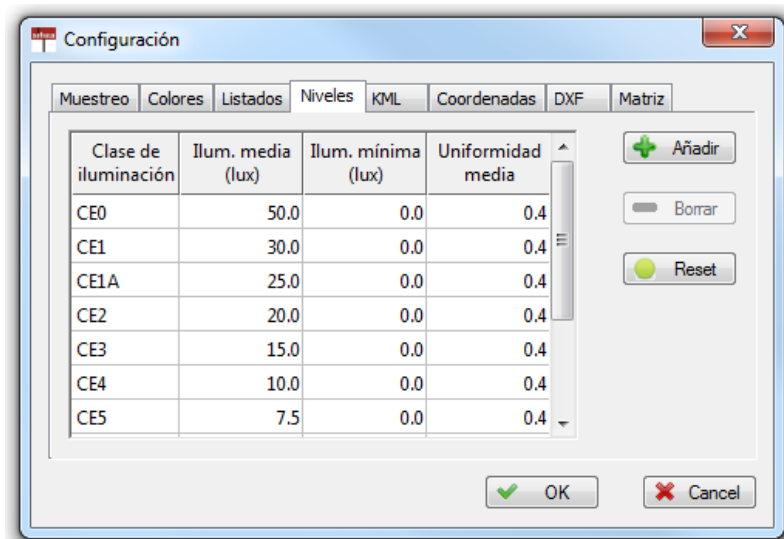 Configuración
Muestreo Colores Listados Niveles KML Coordenadas DXF Matriz
Clase de iluminación Ilum. media (lux) Ilum. mínima (lux) Uniformidad media
CE0 50.0 0.0 0.4
CE1 30.0 0.0 0.4
CE1A 25.0 0.0 0.4
CE2 20.0 0.0 0.4
CE3 15.0 0.0 0.4
CE4 10.0 0.0 0.4
CE5 7.5 0.0 0.4
Añadir
Borrar
Reset
OK Cancel